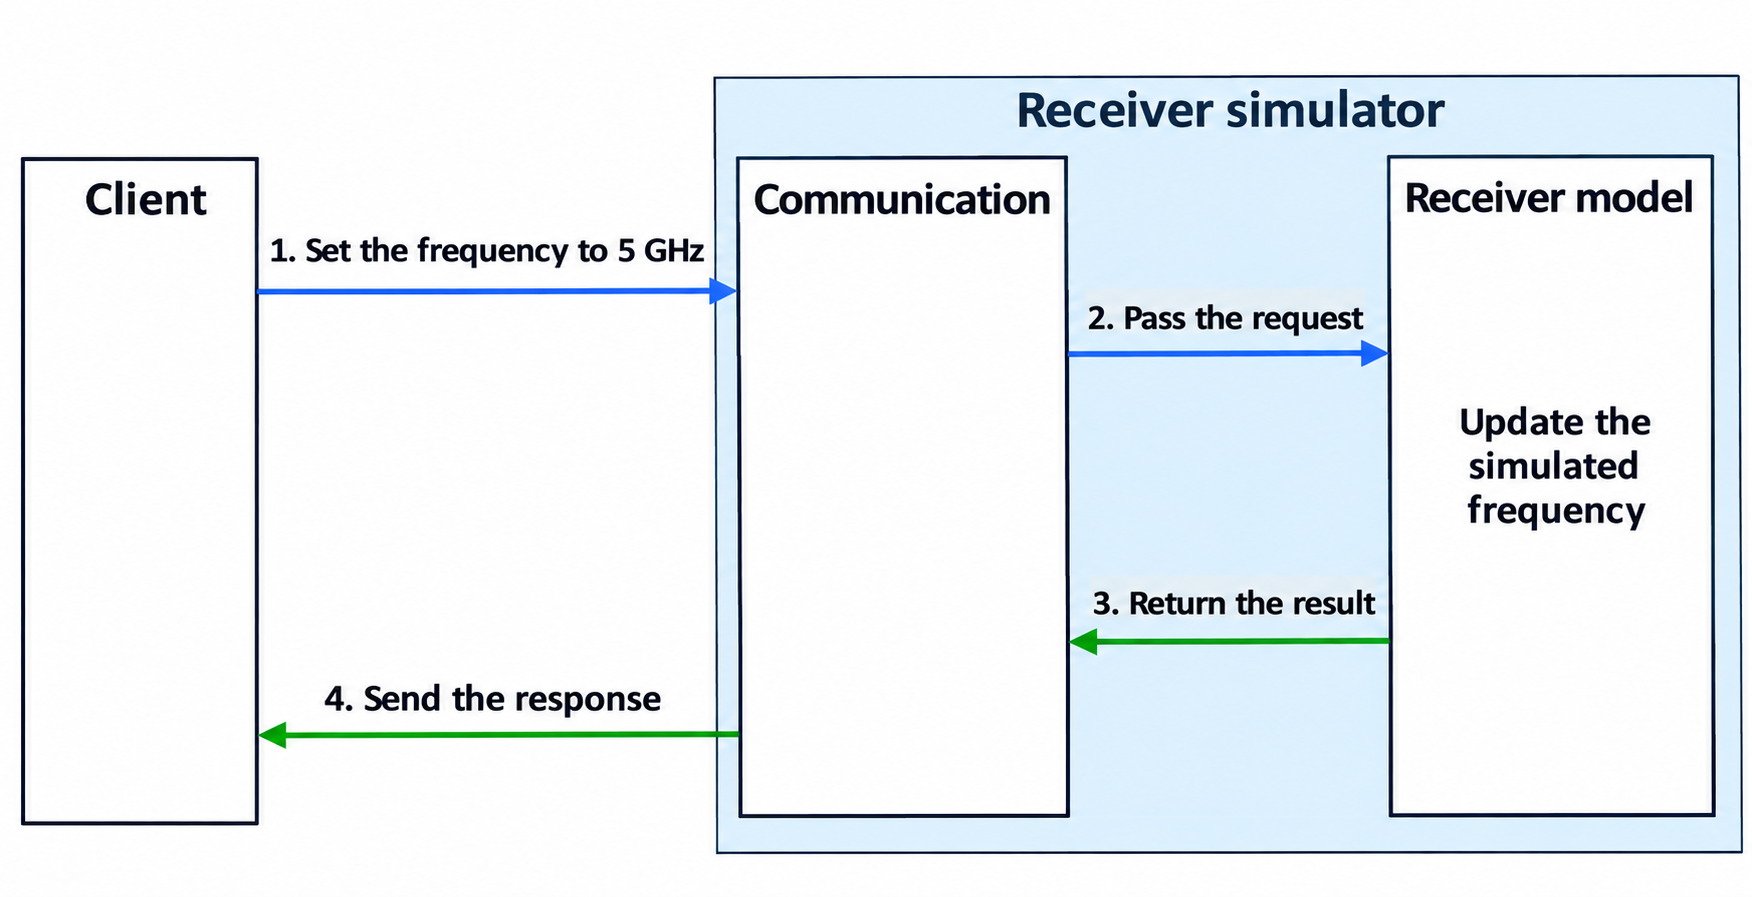 Receiver simulator
Client
Communication
Receiver model
1. Set the frequency to 5 GHz
2. Pass the request
Update the
simulated
frequency
3. Return the result
4. Send the response